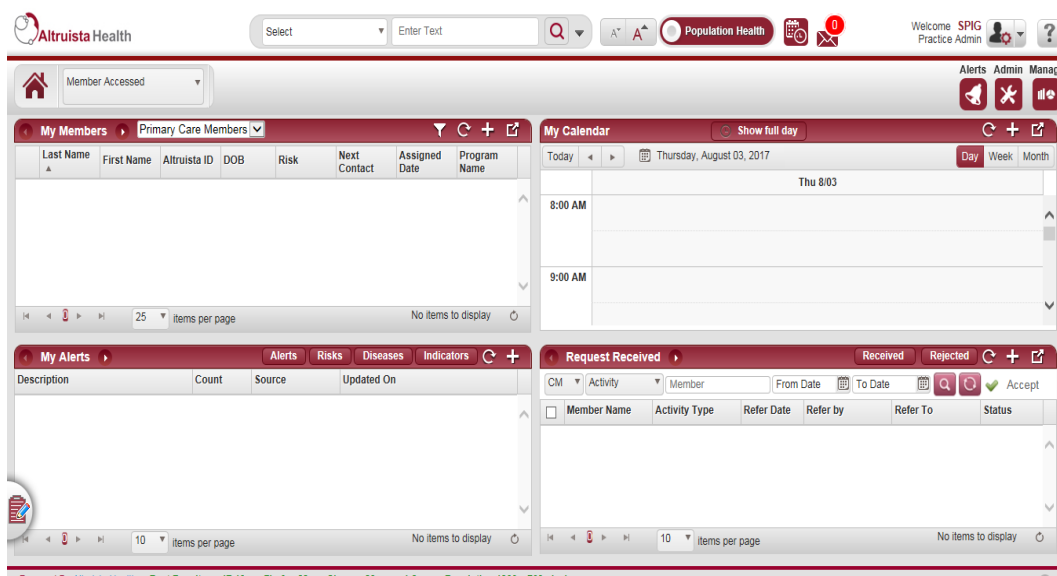 Altruista Health
Select
Enter Text
A-
A+
Population Health
0
Welcome SPIG
Practice Admin
?
Member Accessed
Alerts Admin Manag
My Members
Primary Care Members
Last Name First Name Altruista ID DOB Risk Next Contact Assigned Date Program Name
0
25 items per page
No items to display
My Calendar
Show full day
Today
Thursday, August 03, 2017
Day Week Month
Thu 8/03
8:00 AM
9:00 AM
My Alerts
Alerts Risks Diseases Indicators
Description Count Source Updated On
0
10 items per page
No items to display
Request Received
Received Rejected
CM Activity Member From Date To Date Accept
Member Name Activity Type Refer Date Refer by Refer To Status
0
10 items per page
No items to display